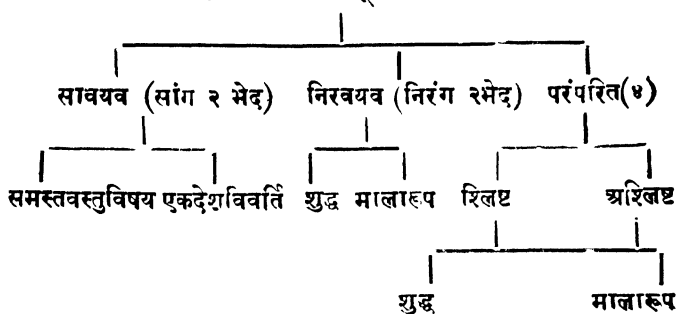 सावयव (सांग २ भेद) निरवयव (निरंग २भेद) परंपरित(४)
समस्तवस्तुविषय एकदेशविवर्ति शुद्ध मालारूप श्लिष्ट अश्लिष्ट
शुद्ध मालारूप